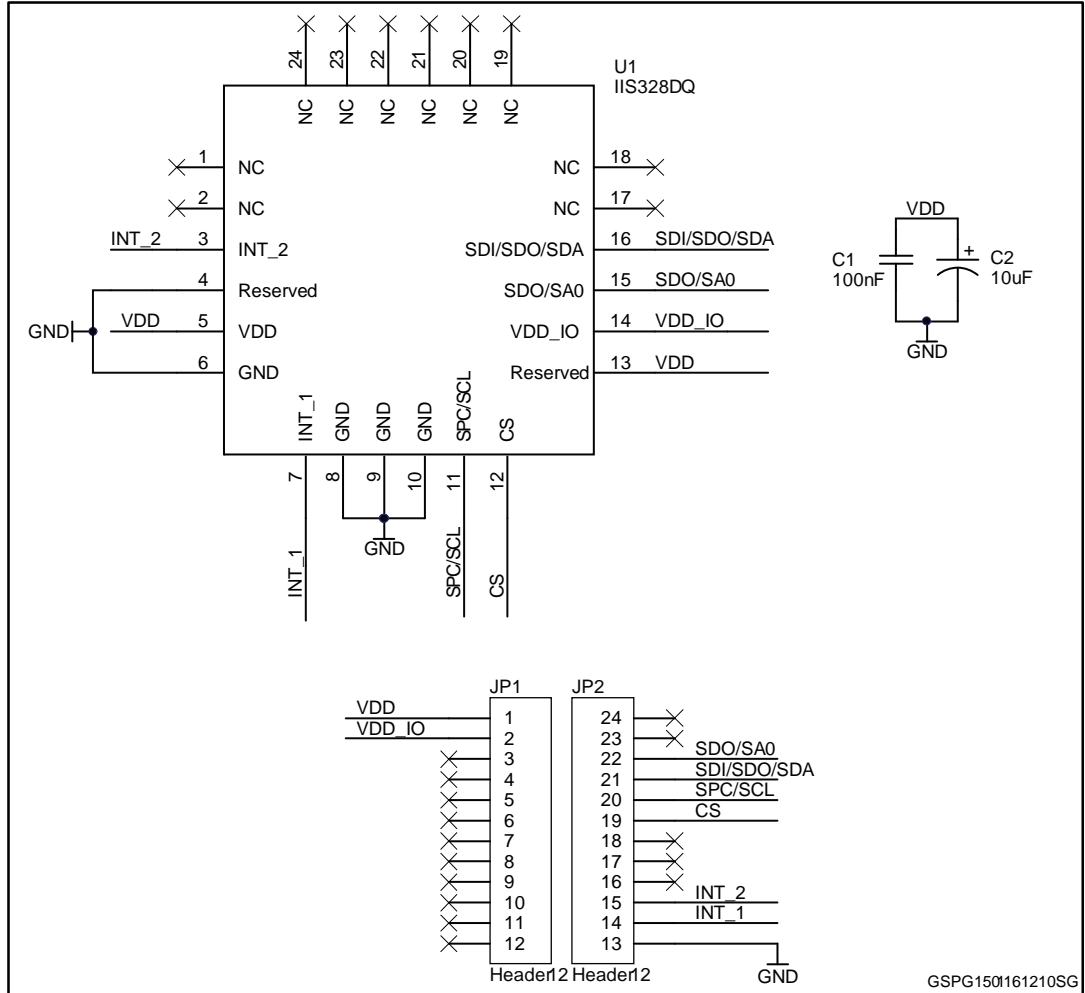 24
23
22
21
20
19
U1
IIS328DQ
NC
NC
NC
NC
NC
NC
1
NC
2
NC
INT_2
3
INT_2
4
Reserved
GND
VDD
5
VDD
6
GND
18
NC
17
NC
16
SDI/SDO/SDA
SDI/SDO/SDA
15
SDO/SA0
SDO/SA0
14
VDD_IO
VDD_IO
13
Reserved
VDD
INT_1
GND
GND
GND
SPC/SCL
CS
7
8
9
10
11
12
GND
INT_1
SPC/SCL
CS
VDD
C1
100nF
+
C2
10uF
GND
JP1
JP2
VDD
1
VDD_IO
2
3
4
5
6
7
8
9
10
11
12
Header12
24
23
22
SDO/SA0
21
SDI/SDO/SDA
20
SPC/SCL
19
CS
18
17
16
15
INT_2
14
INT_1
13
Header12
GND
GSPG1501161210SG